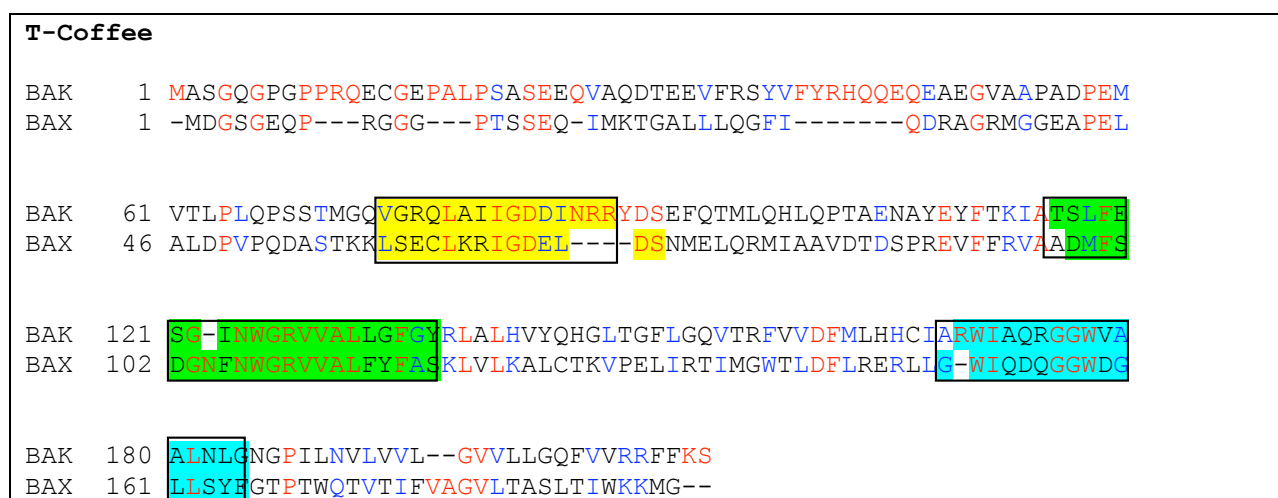 T-Coffee
BAK 1 MASGQGPGPPRQECGEPALPSASEEQVAQDTEEVFRSYVFYRHQQEQEAEGVAAPADPEM
BAX 1 -MDGSGEQP---RGGG---PTSSEQ-IMKTGALLLQGFI-------QDRAGRMGGEAPEL
BAK 61 VTLPLQPSSTMGQVGRQLAIIGDDINRRYDSEFQTMLQHLQPTAENAYEYFTKIATSLFE
BAX 46 ALDPVPQDASTKKLSECLKRIGDEL----DSNMELQRMIAAVDTDSPREVFFRVAADMFS
BAK 121 SG-INWGRVVALLGFGYRLALHVYQHGLTGFLGQVTRFVVDFMLHHCIARWIAQRGGWVA
BAX 102 DGNFNWGRVVALFYFASKLVLKALCTKVPELIRTIMGWTLDFLRERLLG-WIQDQGGWDG
BAK 180 ALNLGNGPILNVLVVL--GVVLLGQFVVRRFFKS
BAX 161 LLSYFGTPTWQTVTIFVAGVLTASLTIWKKMG--